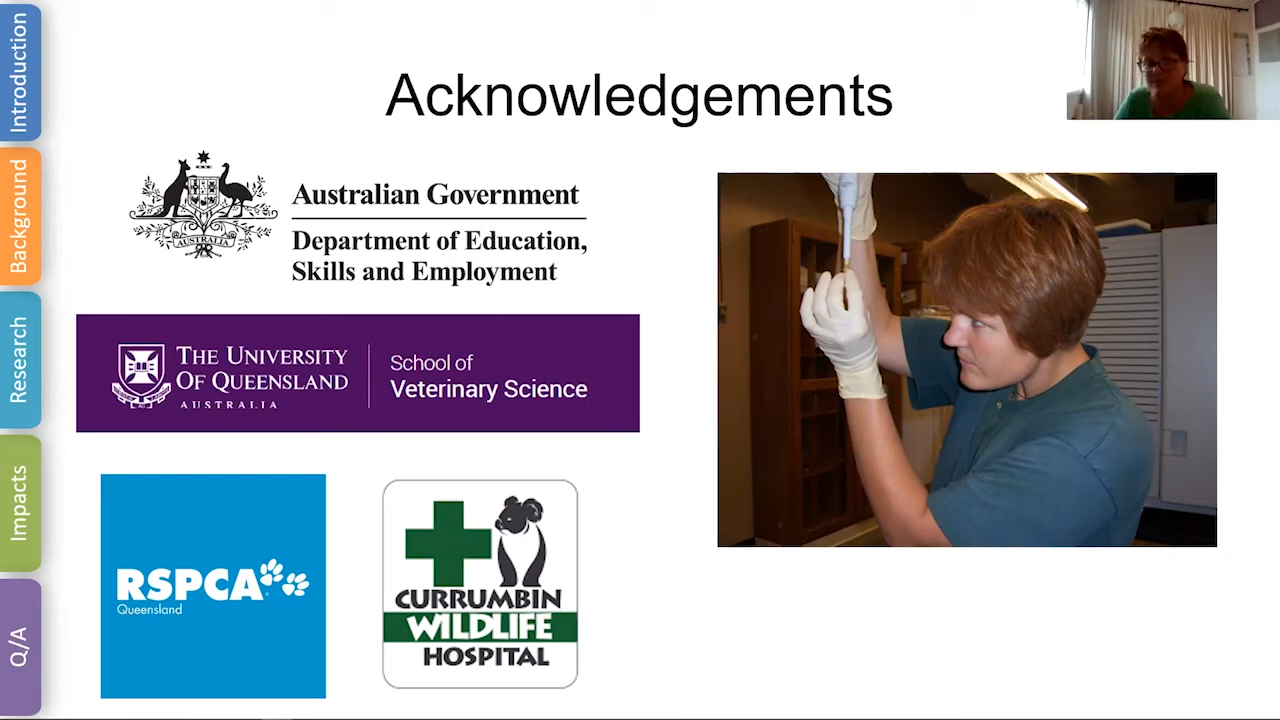 Introduction
Background
Research
Impacts
Q/A
Acknowledgements
AUSTRALIA
Australian Government
Department of Education,
Skills and Employment
THE UNIVERSITY
OF QUEENSLAND
AUSTRALIA
School of
Veterinary Science
RSPCA
Queensland
CURRUMBIN
WILDLIFE
HOSPITAL